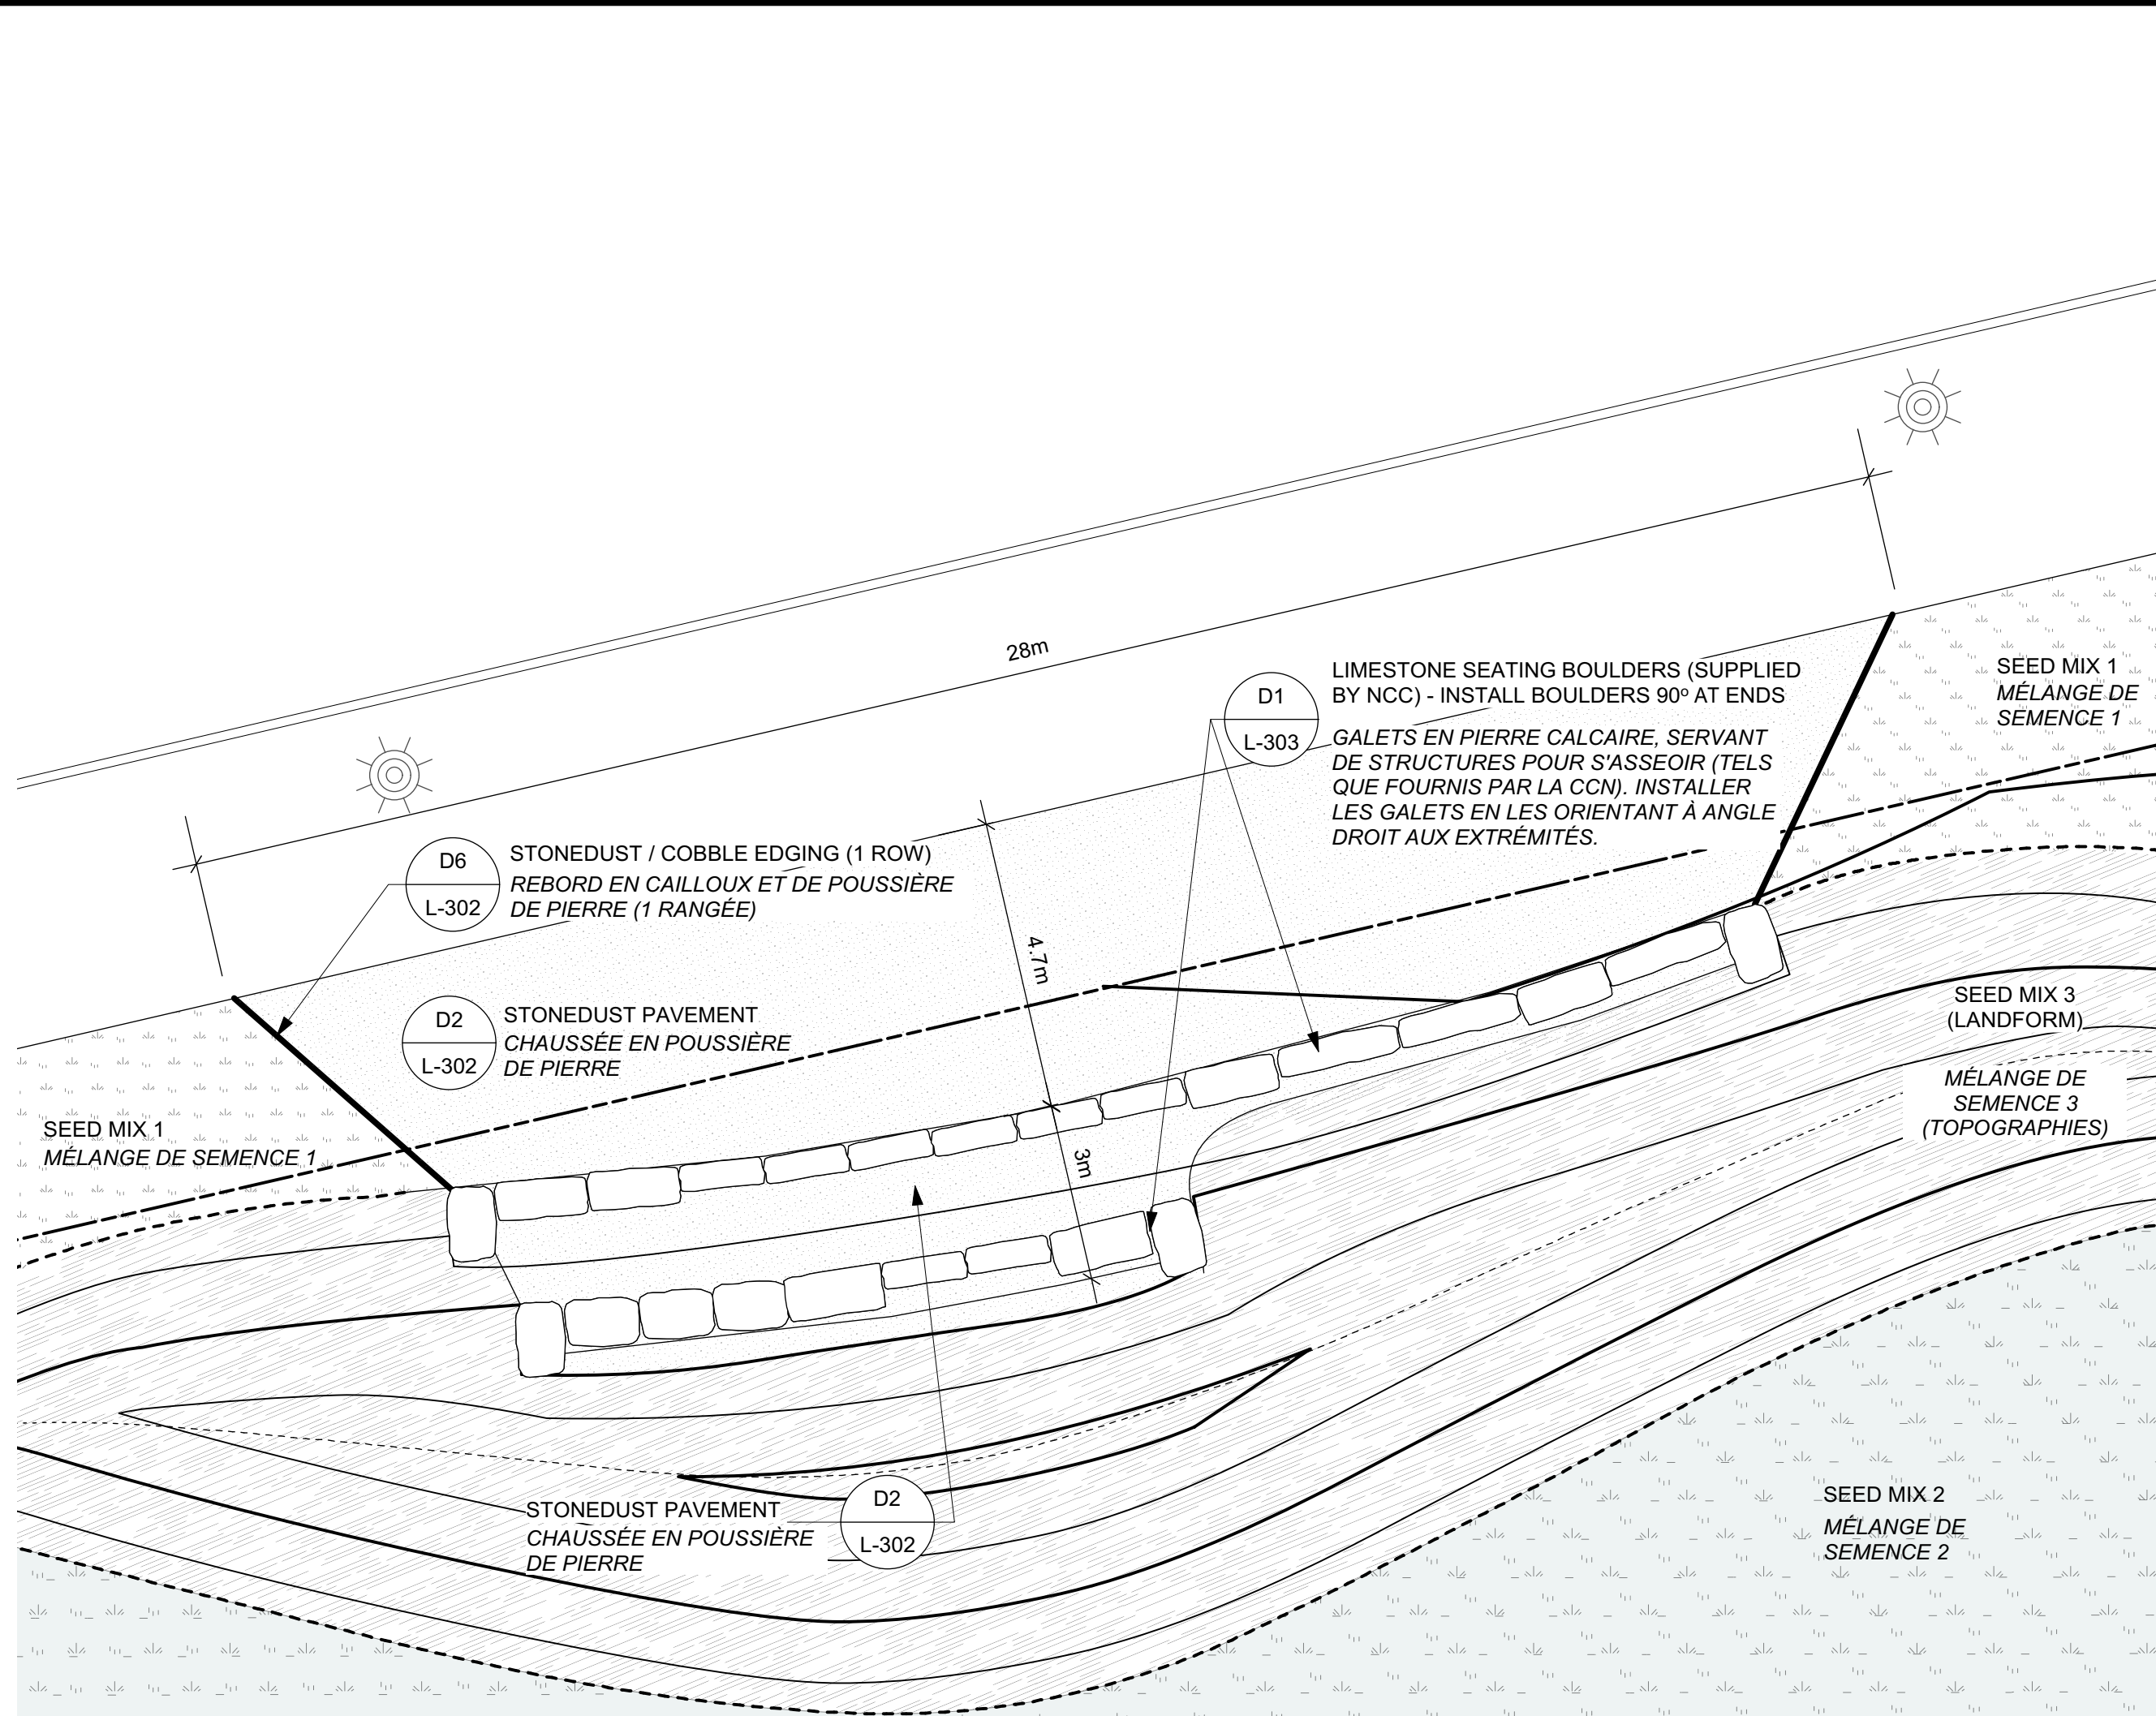 28m
D1
L-303
LIMESTONE SEATING BOULDERS (SUPPLIED
BY NCC) - INSTALL BOULDERS 90º AT ENDS
GALETS EN PIERRE CALCAIRE, SERVANT
DE STRUCTURES POUR S'ASSEOIR (TELS
QUE FOURNIS PAR LA CCN). INSTALLER
LES GALETS EN LES ORIENTANT À ANGLE
DROIT AUX EXTRÉMITÉS.
SEED MIX 1
MÉLANGE DE
SEMENCE 1
D6
L-302
STONEDUST / COBBLE EDGING (1 ROW)
REBORD EN CAILLOUX ET DE POUSSIÈRE
DE PIERRE (1 RANGÉE)
4.7m
D2
L-302
STONEDUST PAVEMENT
CHAUSSÉE EN POUSSIÈRE
DE PIERRE
SEED MIX 3
(LANDFORM)
MÉLANGE DE
SEMENCE 3
(TOPOGRAPHIES)
SEED MIX 1
MÉLANGE DE SEMENCE 1
3m
STONEDUST PAVEMENT
CHAUSSÉE EN POUSSIÈRE
DE PIERRE
D2
L-302
SEED MIX 2
MÉLANGE DE
SEMENCE 2